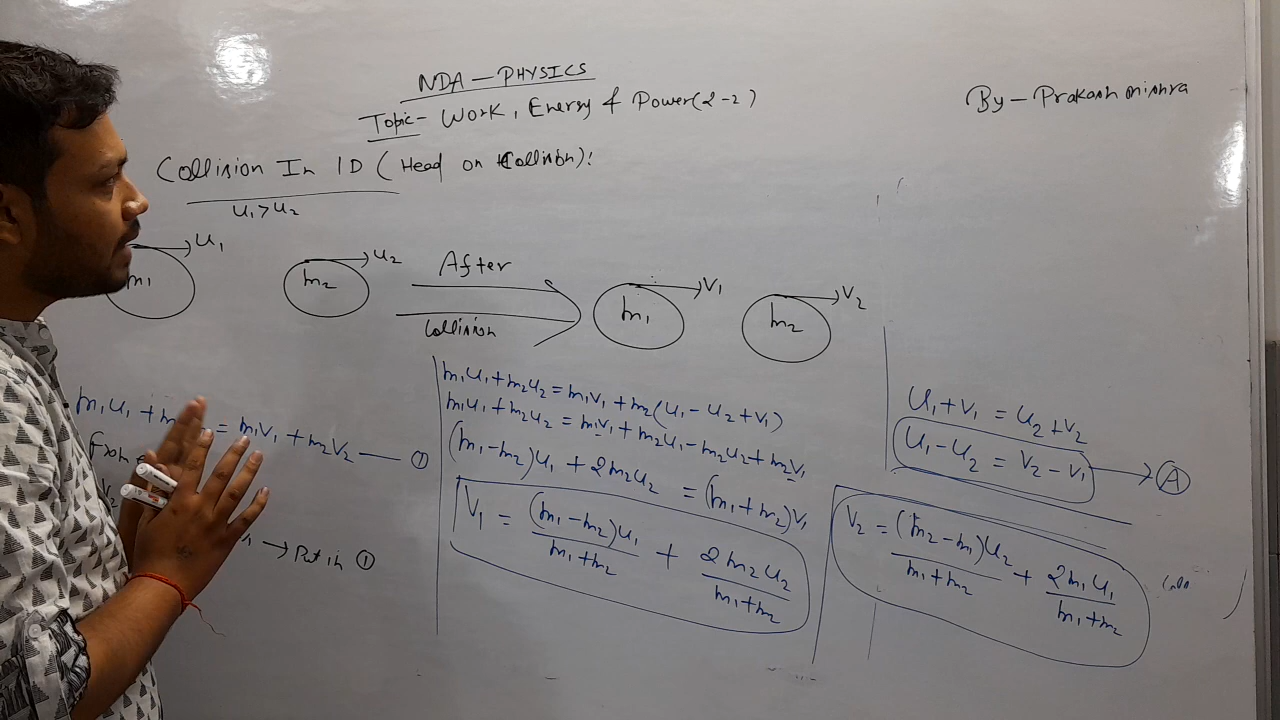 NDA - PHYSICS
Topic - Work, Energy & Power (2-2)
By - Prakash mishra
Collision In 1D (Head on Collision):
u₁ > u₂
u₁
m₁
u₂
m₂
After
Collision
V₁
m₁
V₂
m₂
m₁u₁ + m = m₁V₁ + m₂V₂ — ①
From
V₂
→ Put in ①
m₁u₁ + m₂u₂ = m₁V₁ + m₂(u₁ - u₂ + V₁)
m₁u₁ + m₂u₂ = m₁V₁ + m₂u₁ - m₂u₂ + m₂V₁
(m₁ - m₂)u₁ + 2m₂u₂ = (m₁ + m₂)V₁
V₁ = (m₁ - m₂)u₁ / m₁ + m₂ + 2m₂u₂ / m₁ + m₂
u₁ + V₁ = u₂ + V₂
u₁ - u₂ = V₂ - V₁ → Ⓐ
V₂ = (m₂ - m₁)u₂ / m₁ + m₂ + 2m₁u₁ / m₁ + m₂